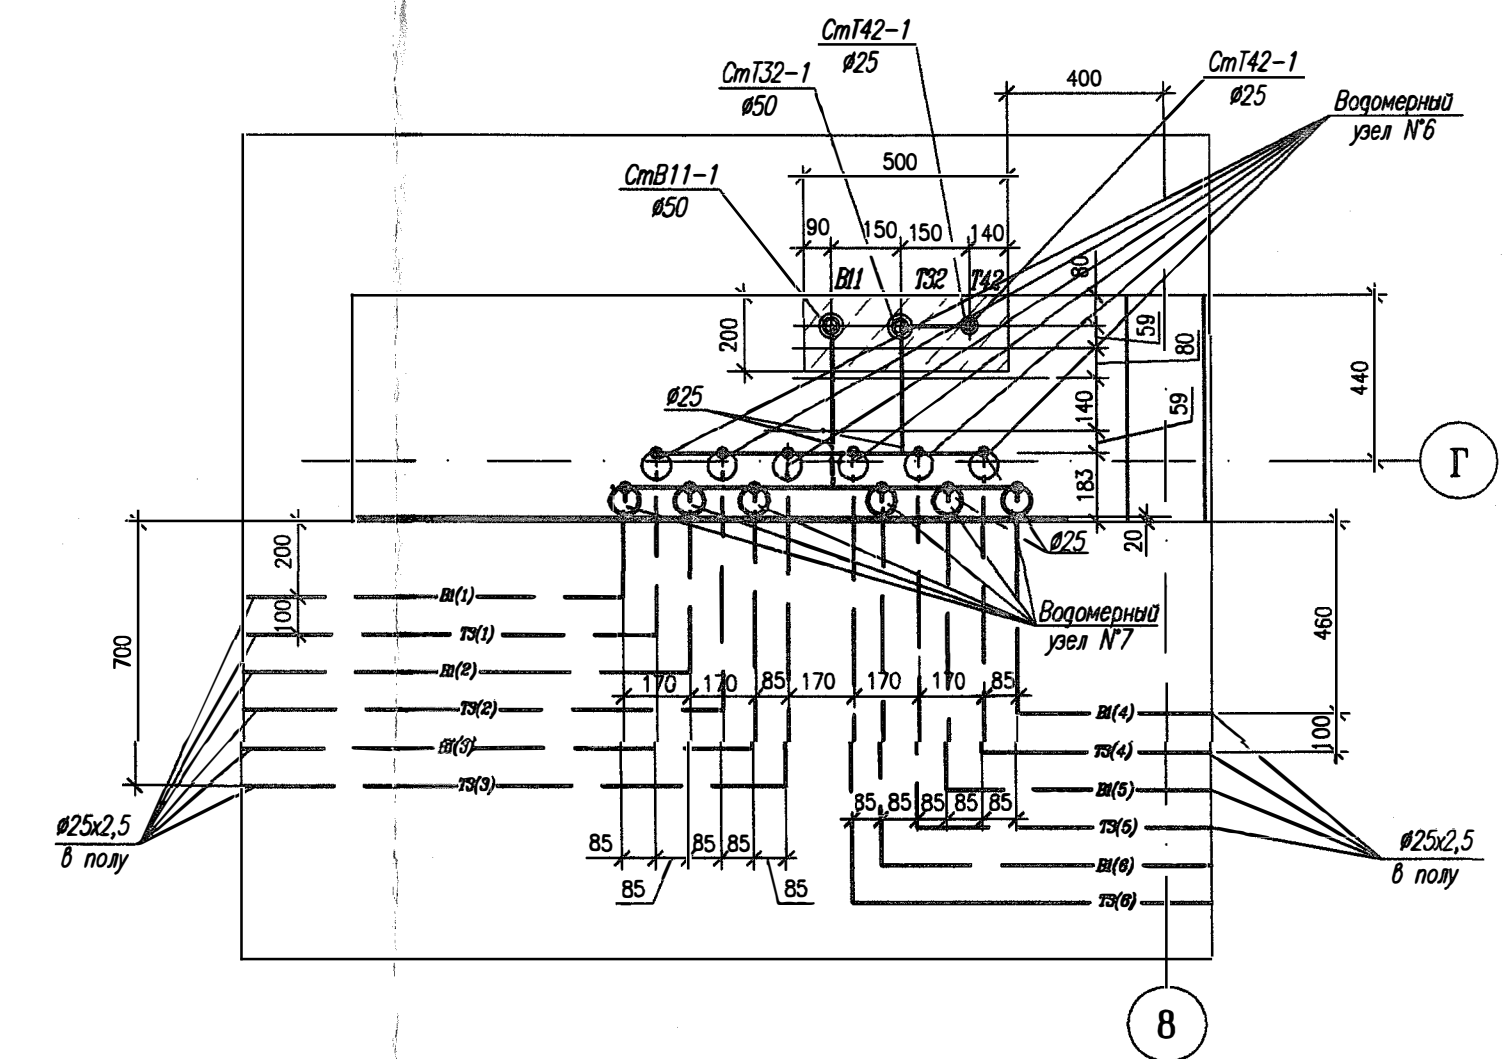 СтТ42-1
ø25
СтТ32-1
ø50
СтТ42-1
ø25
400
Водомерный
узел N°6
500
СтВ11-1
ø50
90
150
150
140
В11
Т32
Т42
80
59
80
200
440
ø25
140
59
183
Г
20
ø25
200
100
700
В1(1)
Т3(1)
В1(2)
Т3(2)
В1(3)
Т3(3)
Водомерный
узел N°7
460
170
170
85
170
170
170
85
В1(4)
100
Т3(4)
В1(5)
85
85
85
85
85
Т3(5)
В1(6)
Т3(6)
ø25х2,5
в полу
85
85
85
85
85
ø25х2,5
в полу
8